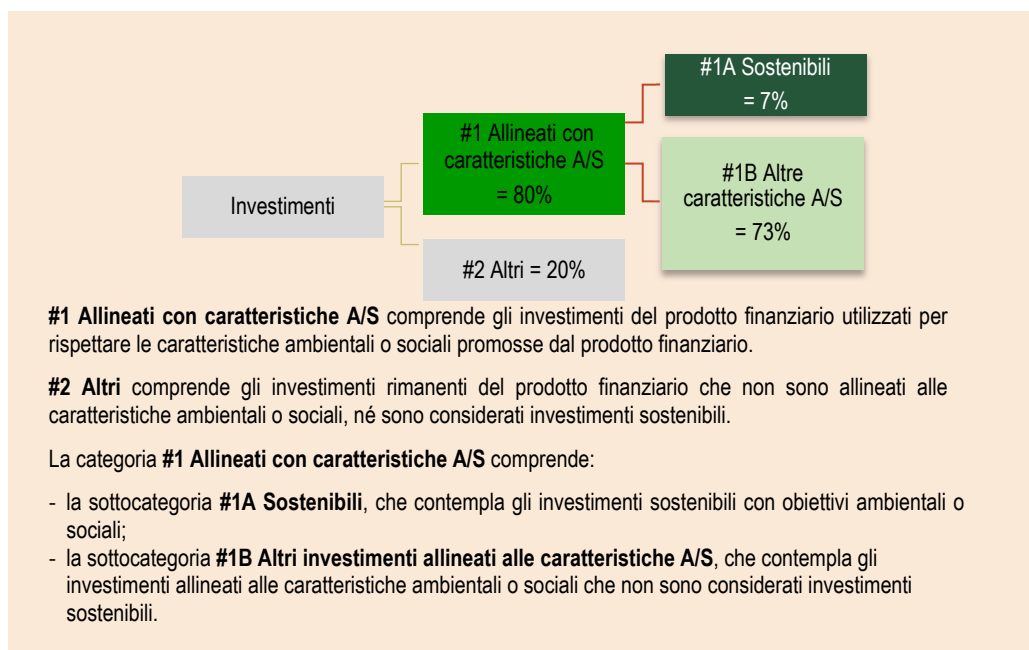 #1A Sostenibili
= 7%
#1 Allineati con
caratteristiche A/S
= 80%
#1B Altre
caratteristiche A/S
= 73%
Investimenti
#2 Altri = 20%
#1 Allineati con caratteristiche A/S comprende gli investimenti del prodotto finanziario utilizzati per
rispettare le caratteristiche ambientali o sociali promosse dal prodotto finanziario.
#2 Altri comprende gli investimenti rimanenti del prodotto finanziario che non sono allineati alle
caratteristiche ambientali o sociali, né sono considerati investimenti sostenibili.
La categoria #1 Allineati con caratteristiche A/S comprende:
- la sottocategoria #1A Sostenibili, che contempla gli investimenti sostenibili con obiettivi ambientali o
sociali;
- la sottocategoria #1B Altri investimenti allineati alle caratteristiche A/S, che contempla gli
investimenti allineati alle caratteristiche ambientali o sociali che non sono considerati investimenti
sostenibili.